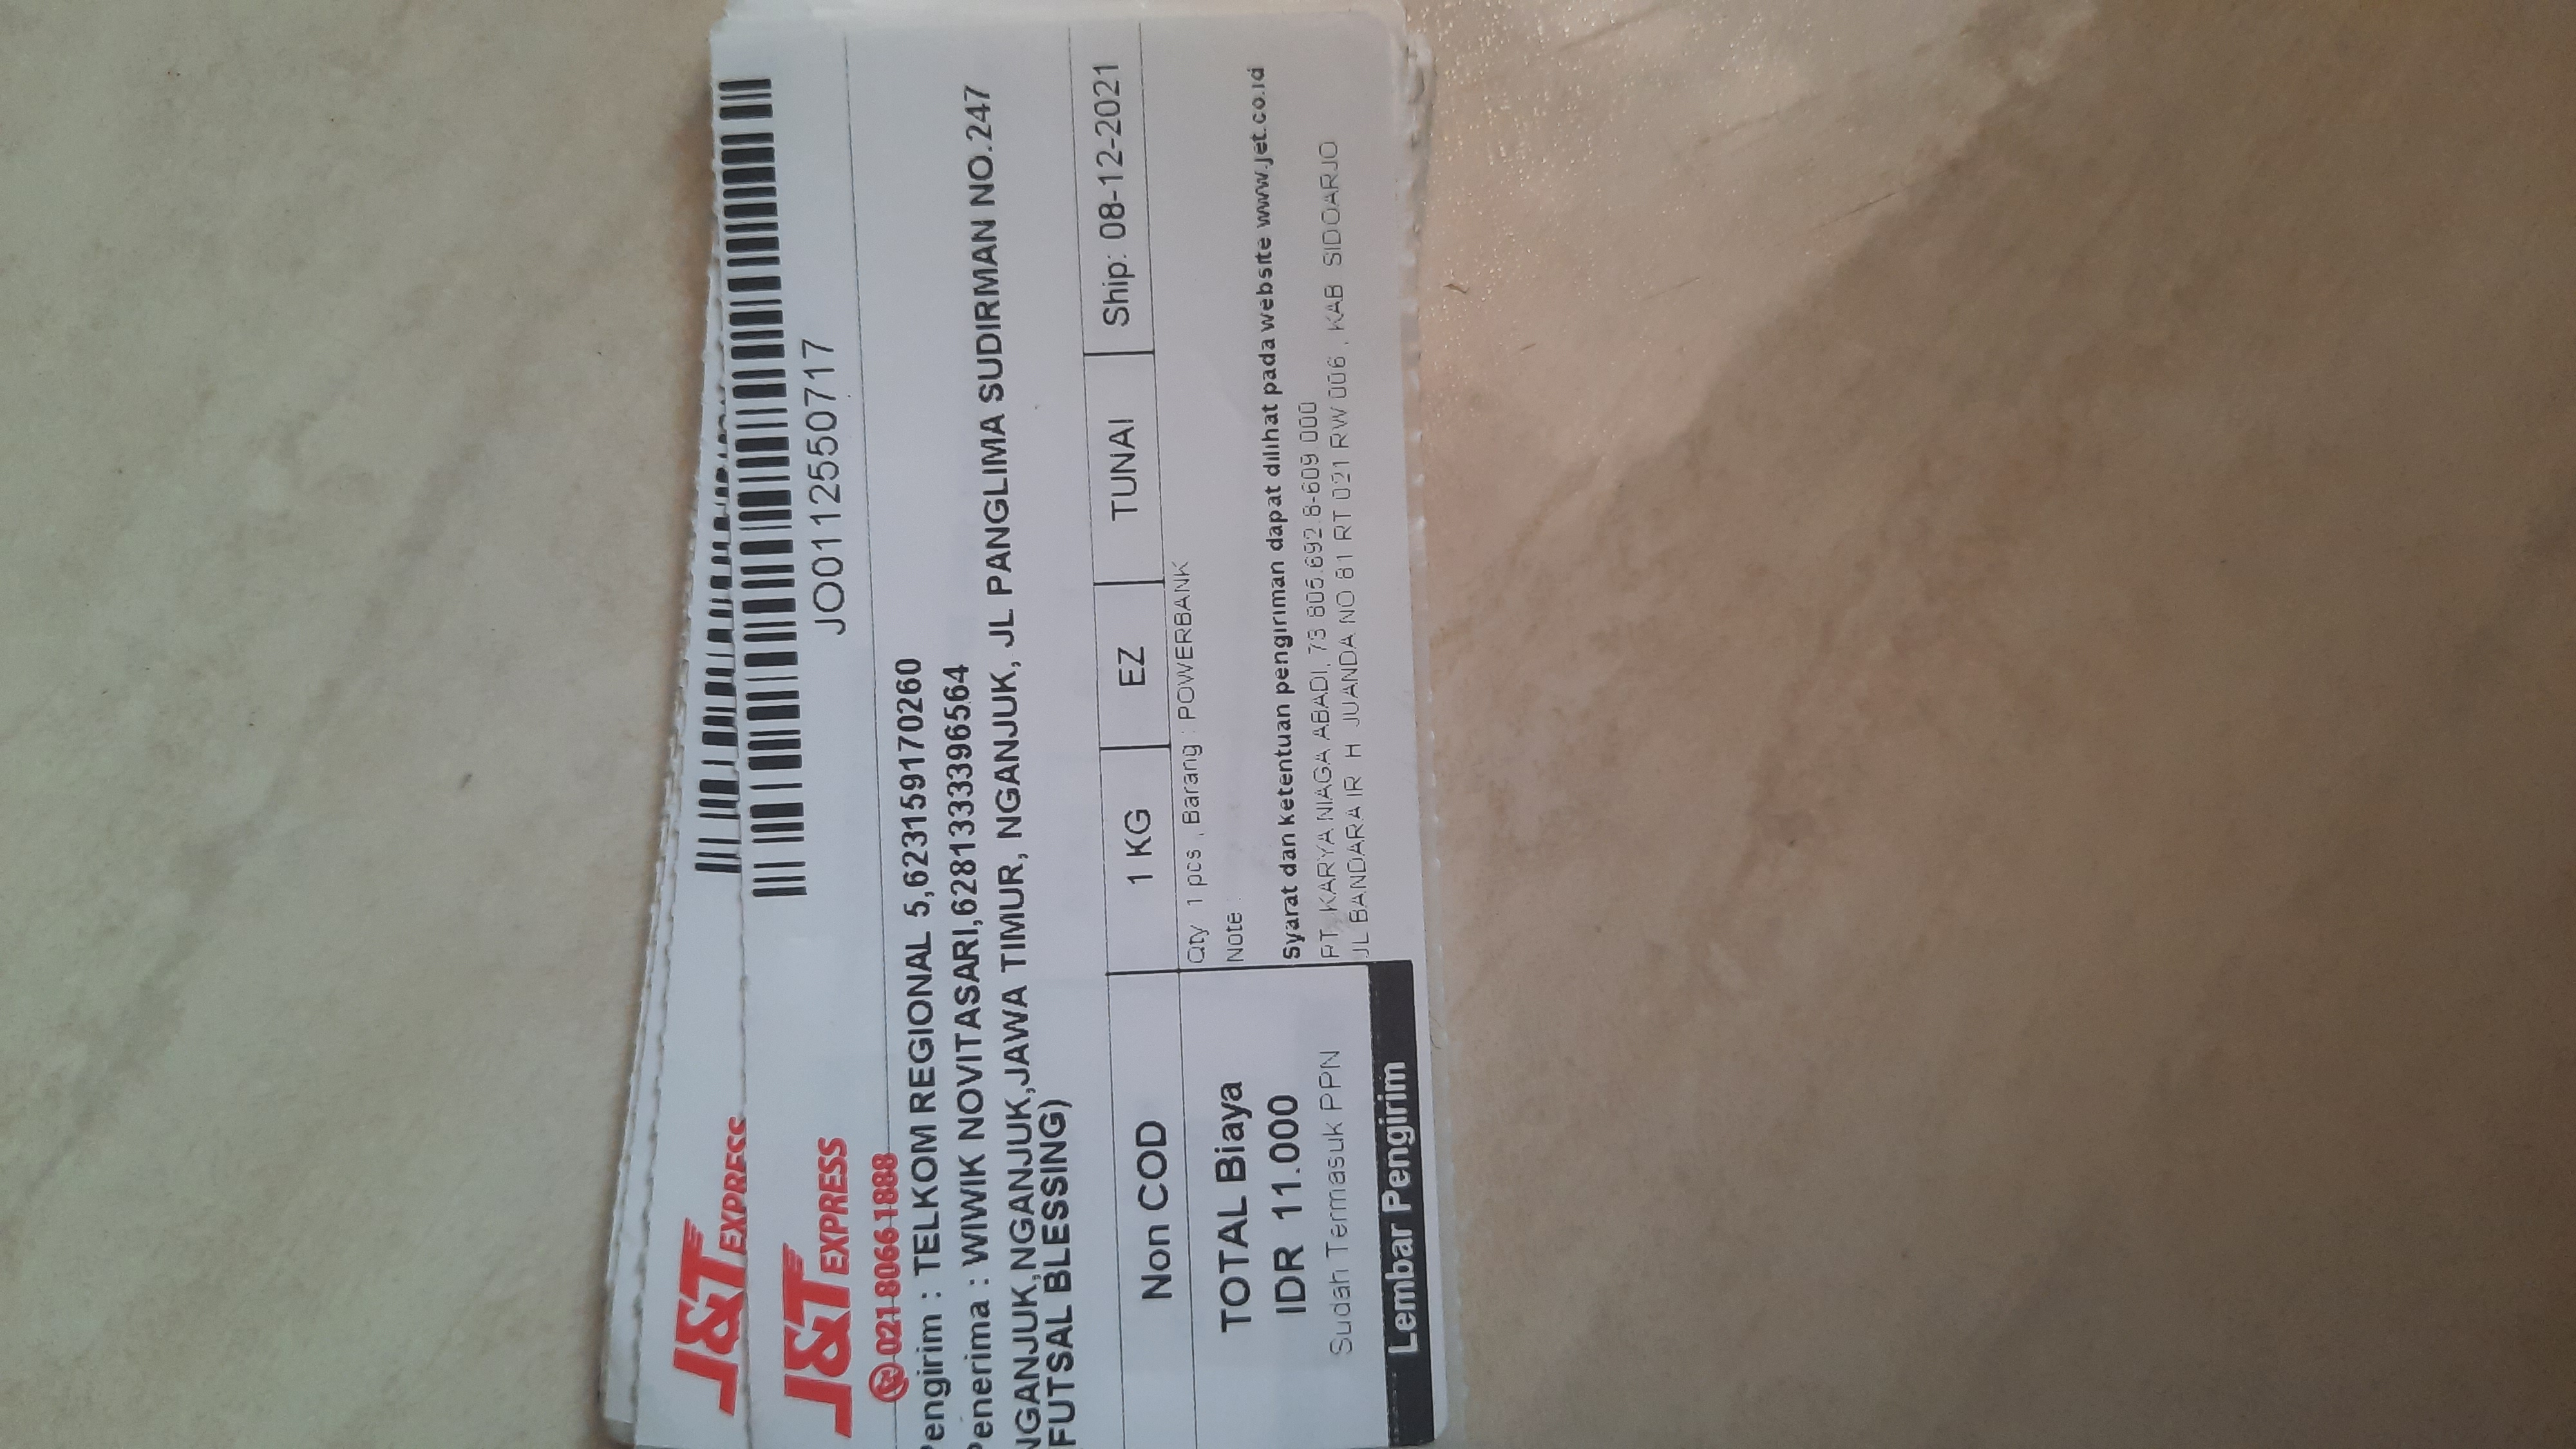 J&T EXPRESS
J&T EXPRESS
JO0112550717
021 8066 1888
Pengirim : TELKOM REGIONAL 5,623159170260
Penerima : WIWIK NOVITASARI,6281333396564
NGANJUK,NGANJUK,JAWA TIMUR, NGANJUK, JL PANGLIMA SUDIRMAN NO.247
(FUTSAL BLESSING)
Non COD
1 KG
EZ
TUNAI
Ship: 08-12-2021
Qty 1 pcs , Barang : POWERBANK
Note :
TOTAL Biaya
IDR 11.000
Sudah Termasuk PPN
Syarat dan ketentuan pengiriman dapat dilihat pada website www.jet.co.id
PT. KARYA NIAGA ABADI, 73.805.692.8-609.000
JL BANDARA IR. H. JUANDA NO 81 RT 021 RW 006 , KAB. SIDOARJO
Lembar Pengirim